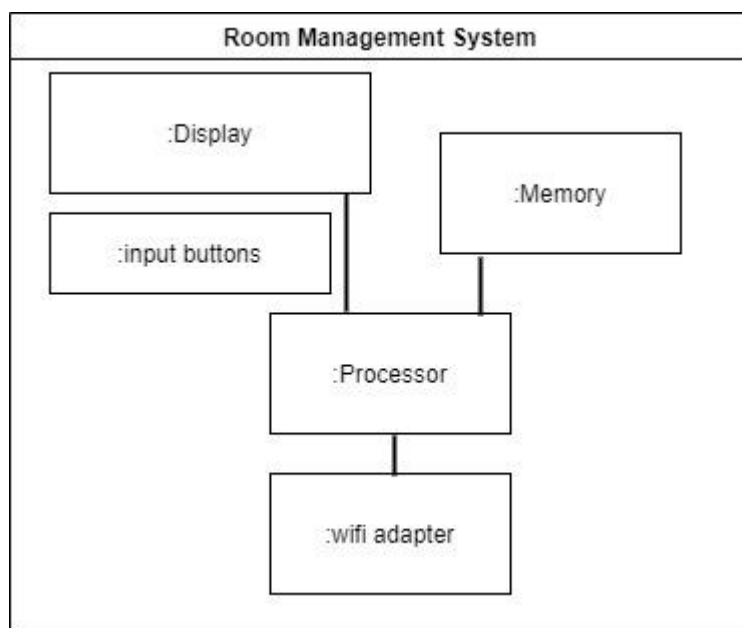 Room Management System
:Display
:Memory
:input buttons
:Processor
:wifi adapter